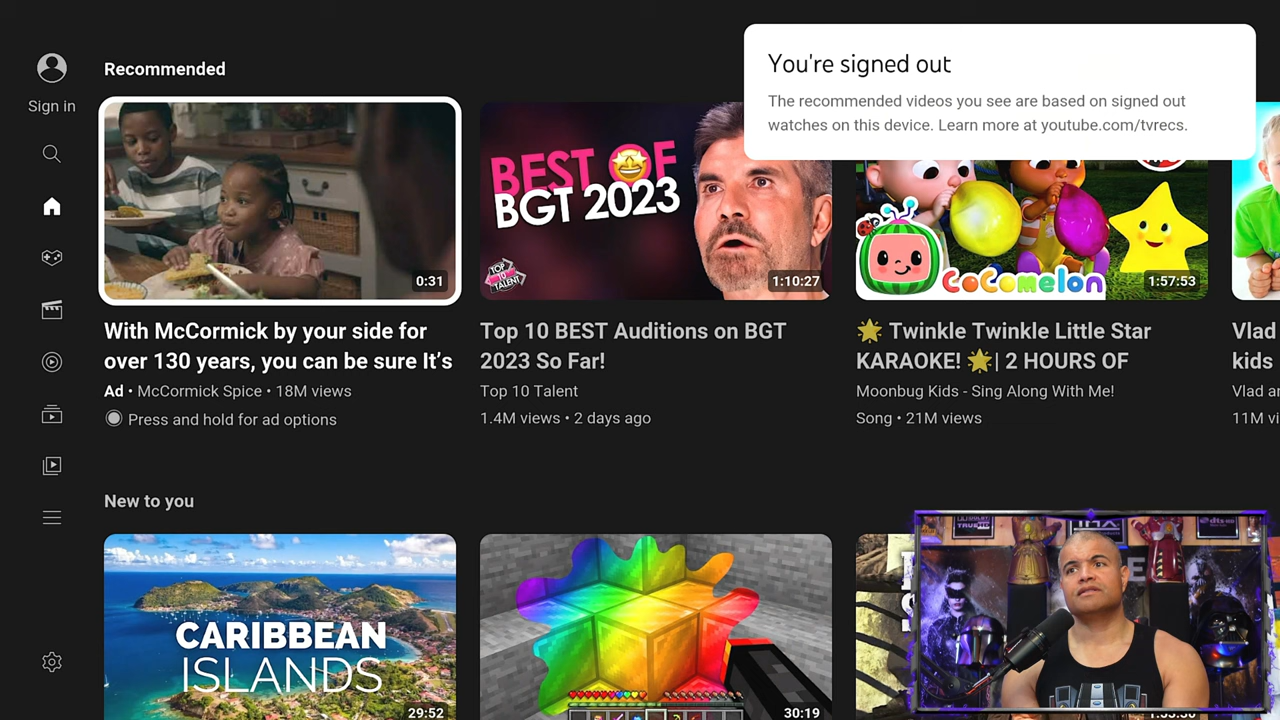 Sign in
Recommended
You're signed out
The recommended videos you see are based on signed out
watches on this device. Learn more at youtube.com/tvrecs.
0:31
BEST OF
BGT 2023
TOP
10
TALENT
1:10:27
CoComelon
1:57:53
With McCormick by your side for
over 130 years, you can be sure It’s
Ad • McCormick Spice • 18M views
Press and hold for ad options
Top 10 BEST Auditions on BGT
2023 So Far!
Top 10 Talent
1.4M views • 2 days ago
🌟 Twinkle Twinkle Little Star
KARAOKE! 🌟| 2 HOURS OF
Moonbug Kids - Sing Along With Me!
Song • 21M views
Vlad
kids
Vlad
11M
New to you
CARIBBEAN
ISLANDS
29:52
30:19
TRUEHD
dts-HD